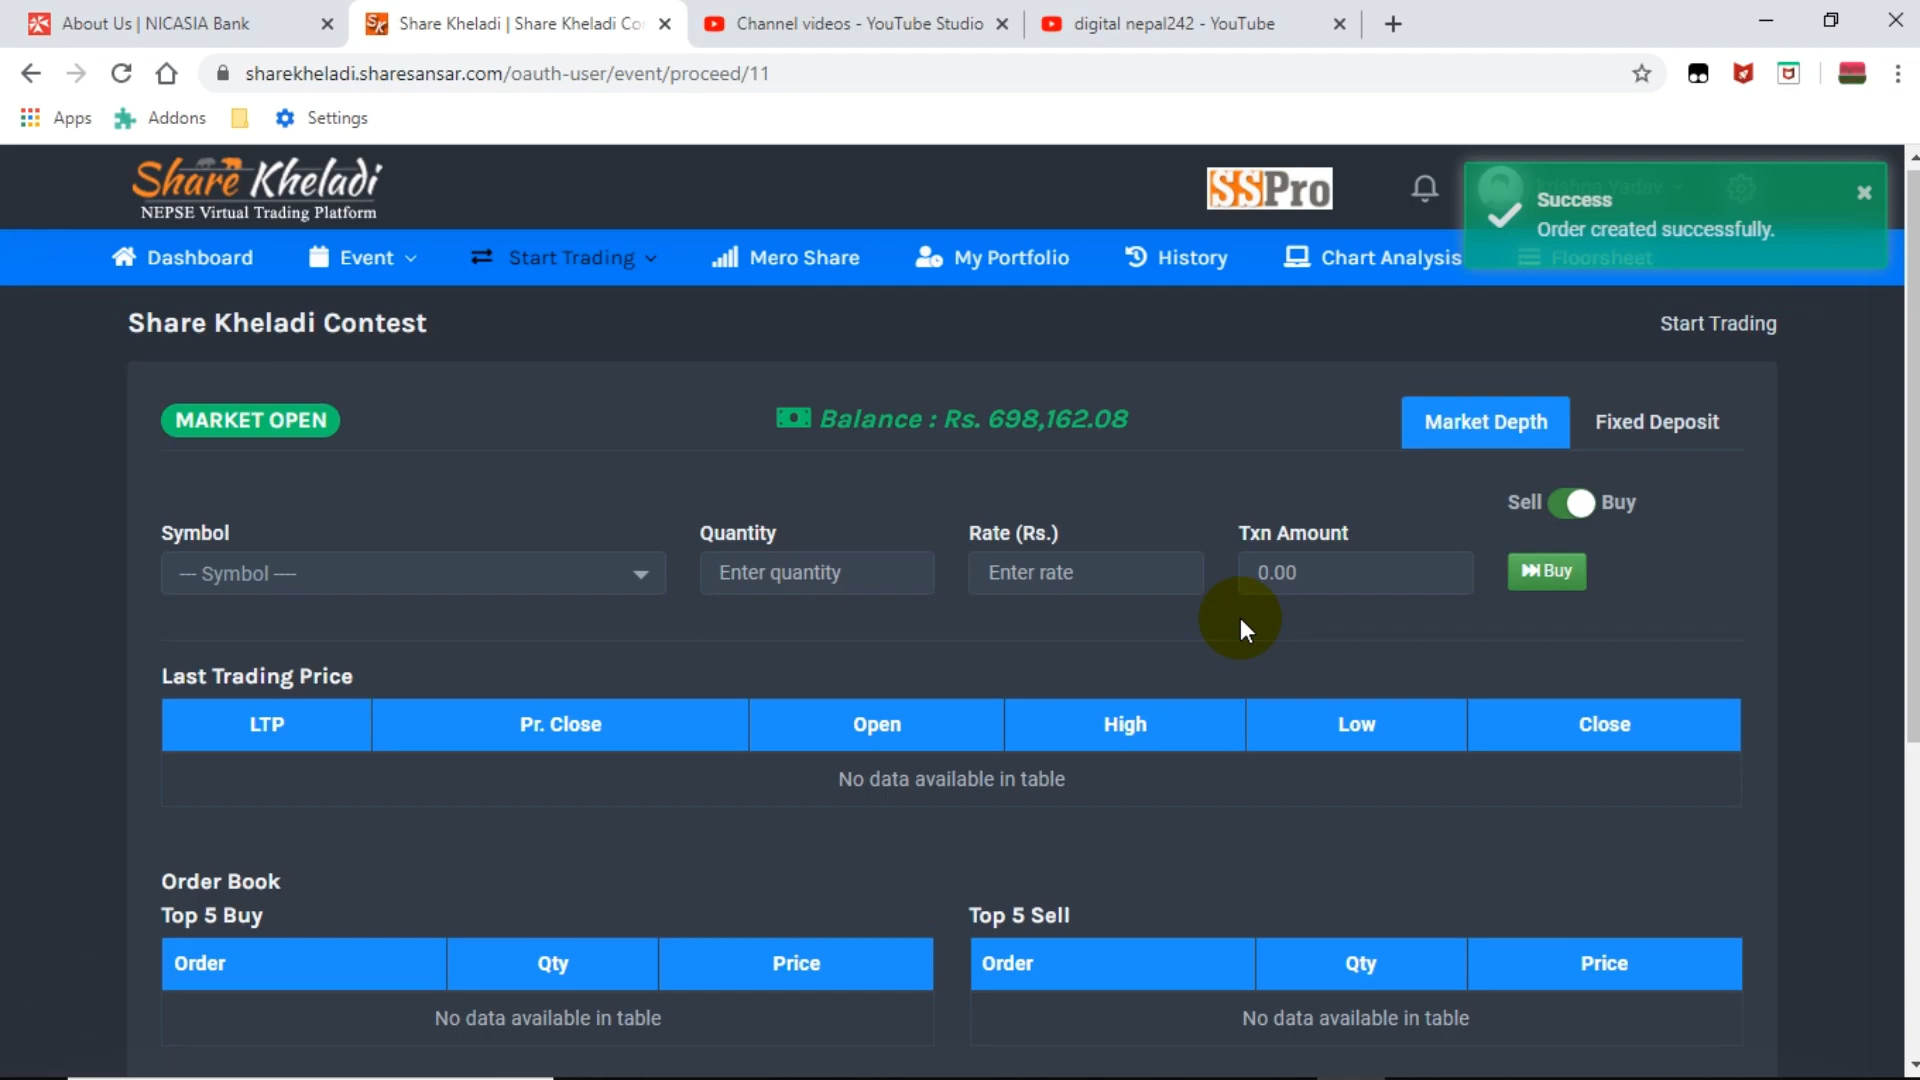 About Us | NICASIA Bank
Share Kheladi | Share Kheladi Co
Channel videos - YouTube Studio
digital nepal242 - YouTube
sharekheladi.sharesansar.com/oauth-user/event/proceed/11
Apps
Addons
Settings
Share Kheladi
NEPSE Virtual Trading Platform
SSPro
Krishna Yadav
Success
Order created successfully.
Dashboard
Event
Start Trading
Mero Share
My Portfolio
History
Chart Analysis
Floorsheet
Share Kheladi Contest
Start Trading
MARKET OPEN
Balance : Rs. 698,162.08
Market Depth
Fixed Deposit
Sell
Buy
Symbol
Quantity
Rate (Rs.)
Txn Amount
--- Symbol ----
Enter quantity
Enter rate
0.00
Buy
Last Trading Price
LTP
Pr. Close
Open
High
Low
Close
No data available in table
Order Book
Top 5 Buy
Top 5 Sell
Order
Qty
Price
Order
Qty
Price
No data available in table
No data available in table